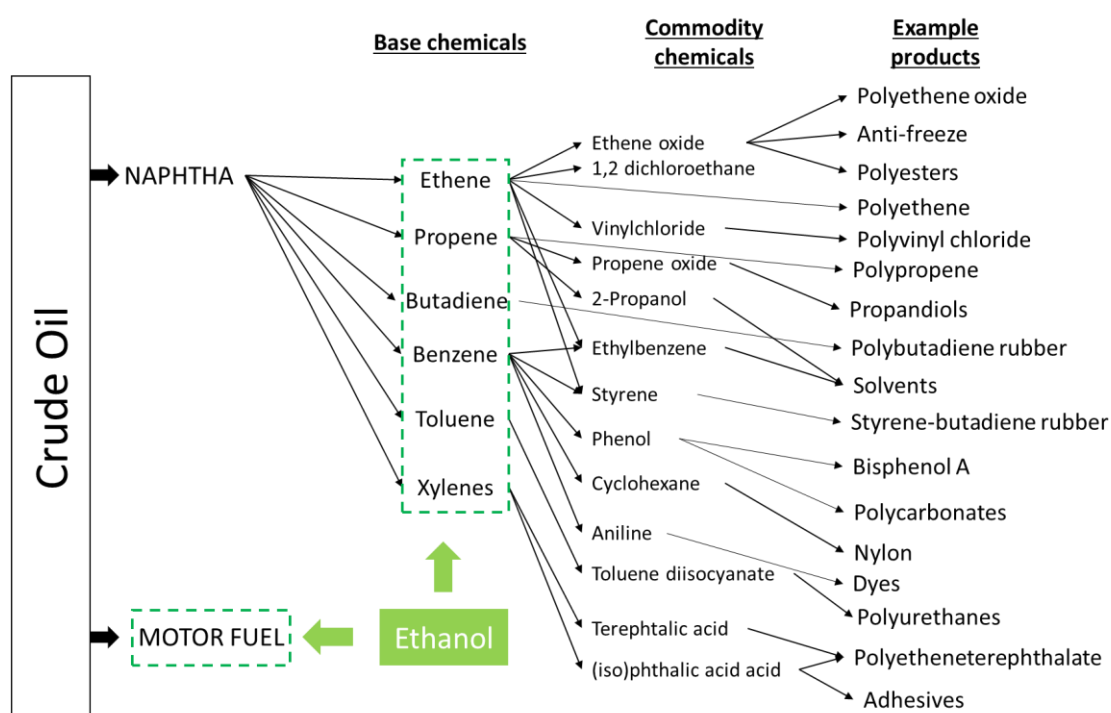 Base chemicals
Commodity
chemicals
Example
products
Crude Oil
NAPHTHA
MOTOR FUEL
Ethene
Propene
Butadiene
Benzene
Toluene
Xylenes
Ethanol
Ethene oxide
1,2 dichloroethane
Vinylchloride
Propene oxide
2-Propanol
Ethylbenzene
Styrene
Phenol
Cyclohexane
Aniline
Toluene diisocyanate
Terephtalic acid
(iso)phthalic acid acid
Polyethene oxide
Anti-freeze
Polyesters
Polyethene
Polyvinyl chloride
Polypropene
Propandiols
Polybutadiene rubber
Solvents
Styrene-butadiene rubber
Bisphenol A
Polycarbonates
Nylon
Dyes
Polyurethanes
Polyetheneterephthalate
Adhesives